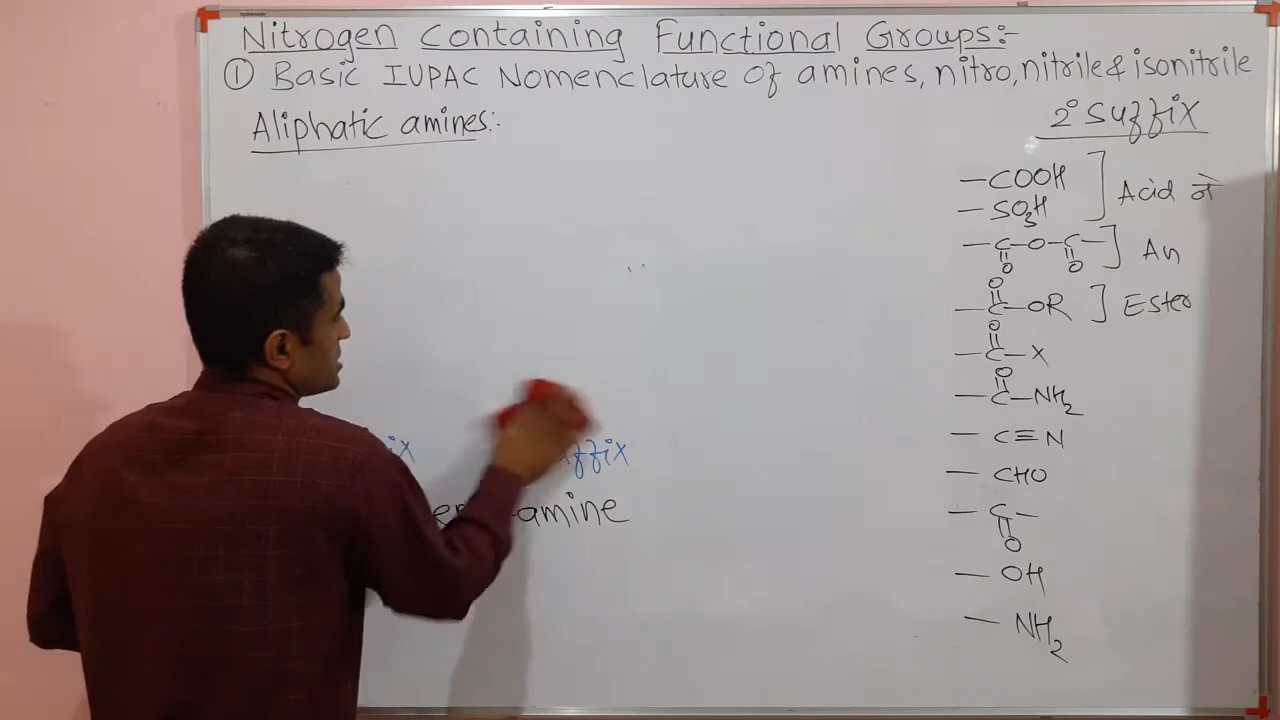 Nitrogen Containing Functional Groups:-
① Basic IUPAC Nomenclature of amines, nitro, nitrile & isonitrile
Aliphatic amines:-
2° Suffix
—COOH
—SO3H
] Acid ने
—C—O—C—
O O
] An
O
—C—OR ] Ester
O
—C—X
O
—C—NH2
— C≡N
— CHO
— C —
O
— OH
— NH2
amine